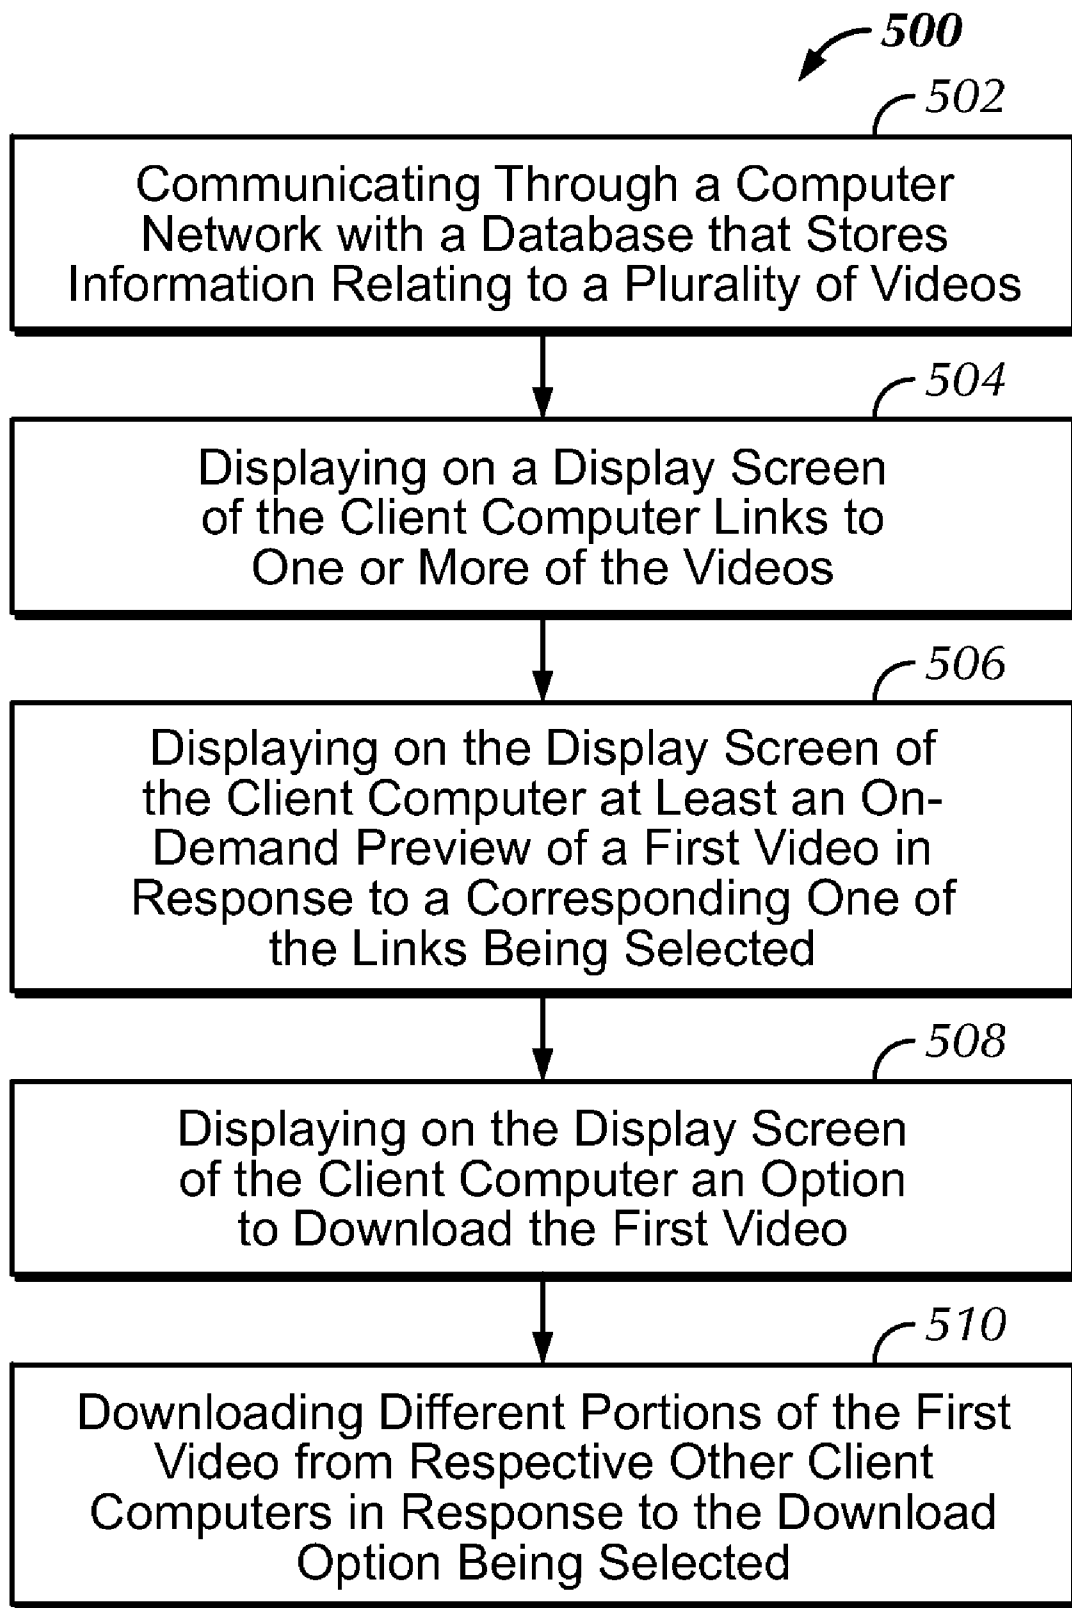 500
502
Communicating Through a Computer
Network with a Database that Stores
Information Relating to a Plurality of Videos
504
Displaying on a Display Screen
of the Client Computer Links to
One or More of the Videos
506
Displaying on the Display Screen of
the Client Computer at Least an On-
Demand Preview of a First Video in
Response to a Corresponding One of
the Links Being Selected
508
Displaying on the Display Screen
of the Client Computer an Option
to Download the First Video
510
Downloading Different Portions of the First
Video from Respective Other Client
Computers in Response to the Download
Option Being Selected